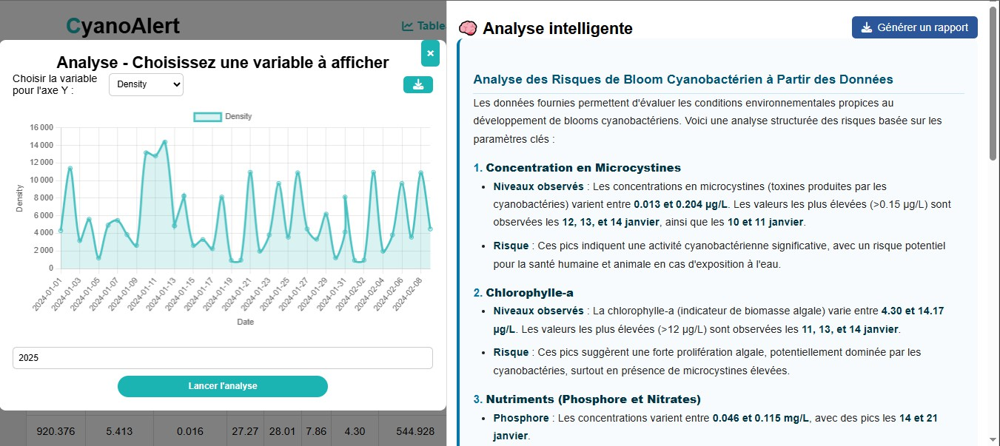 CyanoAlert
Table
Analyse - Choisissez une variable à afficher
×
Choisir la variable
pour l'axe Y :
Density
Density
16 000
14 000
12 000
10 000
8 000
6 000
4 000
2 000
0
Density
2024-01-01
2024-01-03
2024-01-05
2024-01-07
2024-01-09
2024-01-11
2024-01-13
2024-01-15
2024-01-17
2024-01-19
2024-01-21
2024-01-23
2024-01-25
2024-01-27
2024-01-29
2024-01-31
2024-02-02
2024-02-04
2024-02-06
2024-02-08
Date
2025
Lancer l'analyse
920.376 5.413 0.016 27.27 28.01 7.86 4.30 544.928
Analyse intelligente
Générer un rapport
Analyse des Risques de Bloom Cyanobactérien à Partir des Données
Les données fournies permettent d'évaluer les conditions environnementales propices au
développement de blooms cyanobactériens. Voici une analyse structurée des risques basée sur les
paramètres clés :
1. Concentration en Microcystines
• Niveaux observés : Les concentrations en microcystines (toxines produites par les
cyanobactéries) varient entre 0.013 et 0.204 µg/L. Les valeurs les plus élevées (>0.15 µg/L) sont
observées les 12, 13, et 14 janvier, ainsi que les 10 et 11 janvier.
• Risque : Ces pics indiquent une activité cyanobactérienne significative, avec un risque potentiel
pour la santé humaine et animale en cas d'exposition à l'eau.
2. Chlorophylle-a
• Niveaux observés : La chlorophylle-a (indicateur de biomasse algale) varie entre 4.30 et 14.17
µg/L. Les valeurs les plus élevées (>12 µg/L) sont observées les 11, 13, et 14 janvier.
• Risque : Ces pics suggèrent une forte prolifération algale, potentiellement dominée par les
cyanobactéries, surtout en présence de microcystines élevées.
3. Nutriments (Phosphore et Nitrates)
• Phosphore : Les concentrations varient entre 0.046 et 0.115 mg/L, avec des pics les 14 et 21
janvier.